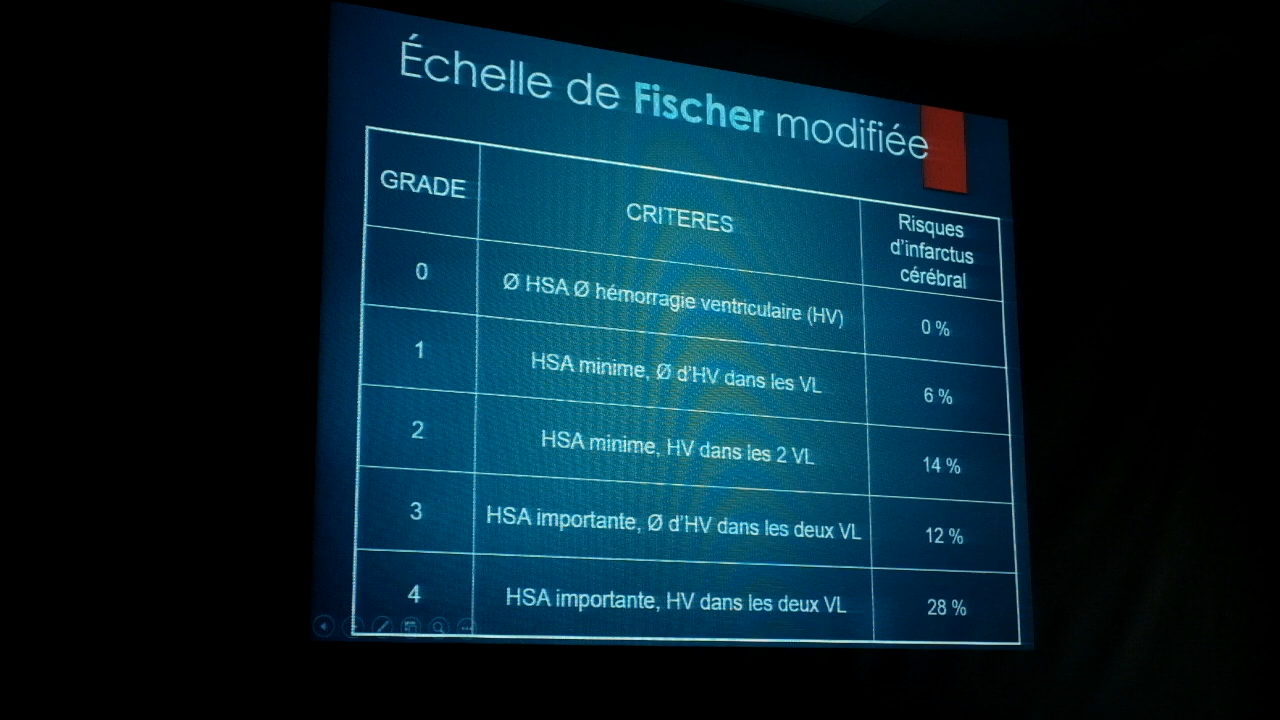 Échelle de Fischer modifiée
GRADE
CRITERES
Risques
d'infarctus
cérébral
0
Ø HSA Ø hémorragie ventriculaire (HV)
0 %
1
HSA minime, Ø d'HV dans les VL
6 %
2
HSA minime, HV dans les 2 VL
14 %
3
HSA importante, Ø d'HV dans les deux VL
12 %
4
HSA importante, HV dans les deux VL
28 %